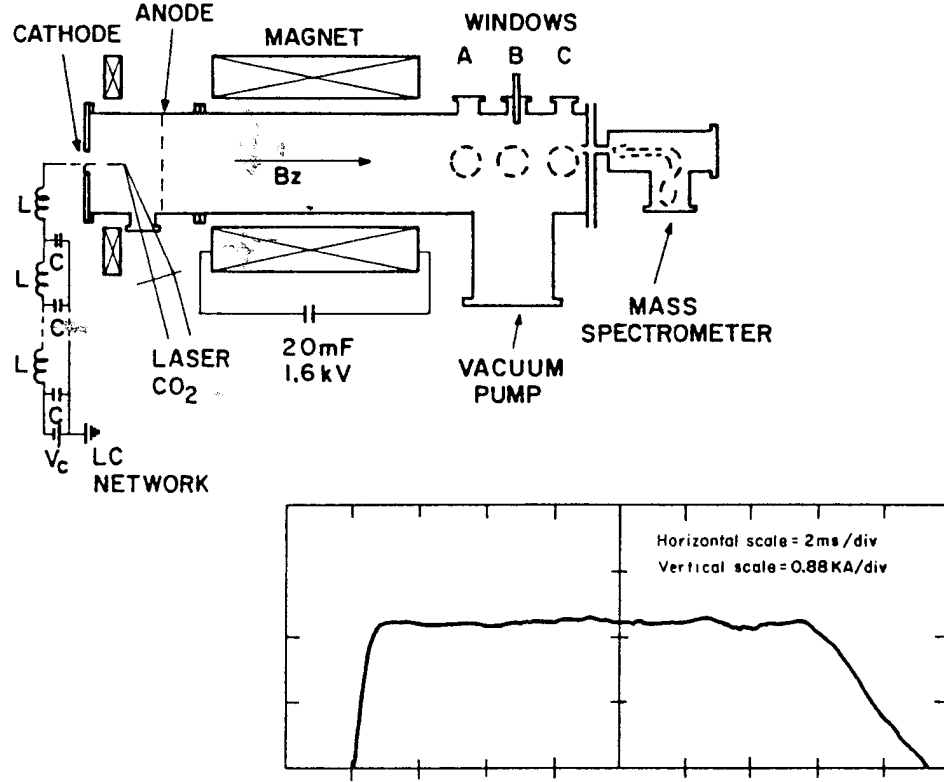 ANODE
CATHODE
MAGNET
WINDOWS
A B C
Bz
L
C
L
C
L
C
Vc
LC
NETWORK
LASER
CO2
20mF
1.6kV
VACUUM
PUMP
MASS
SPECTROMETER
Horizontal scale = 2ms/div
Vertical scale = 0.88KA/div